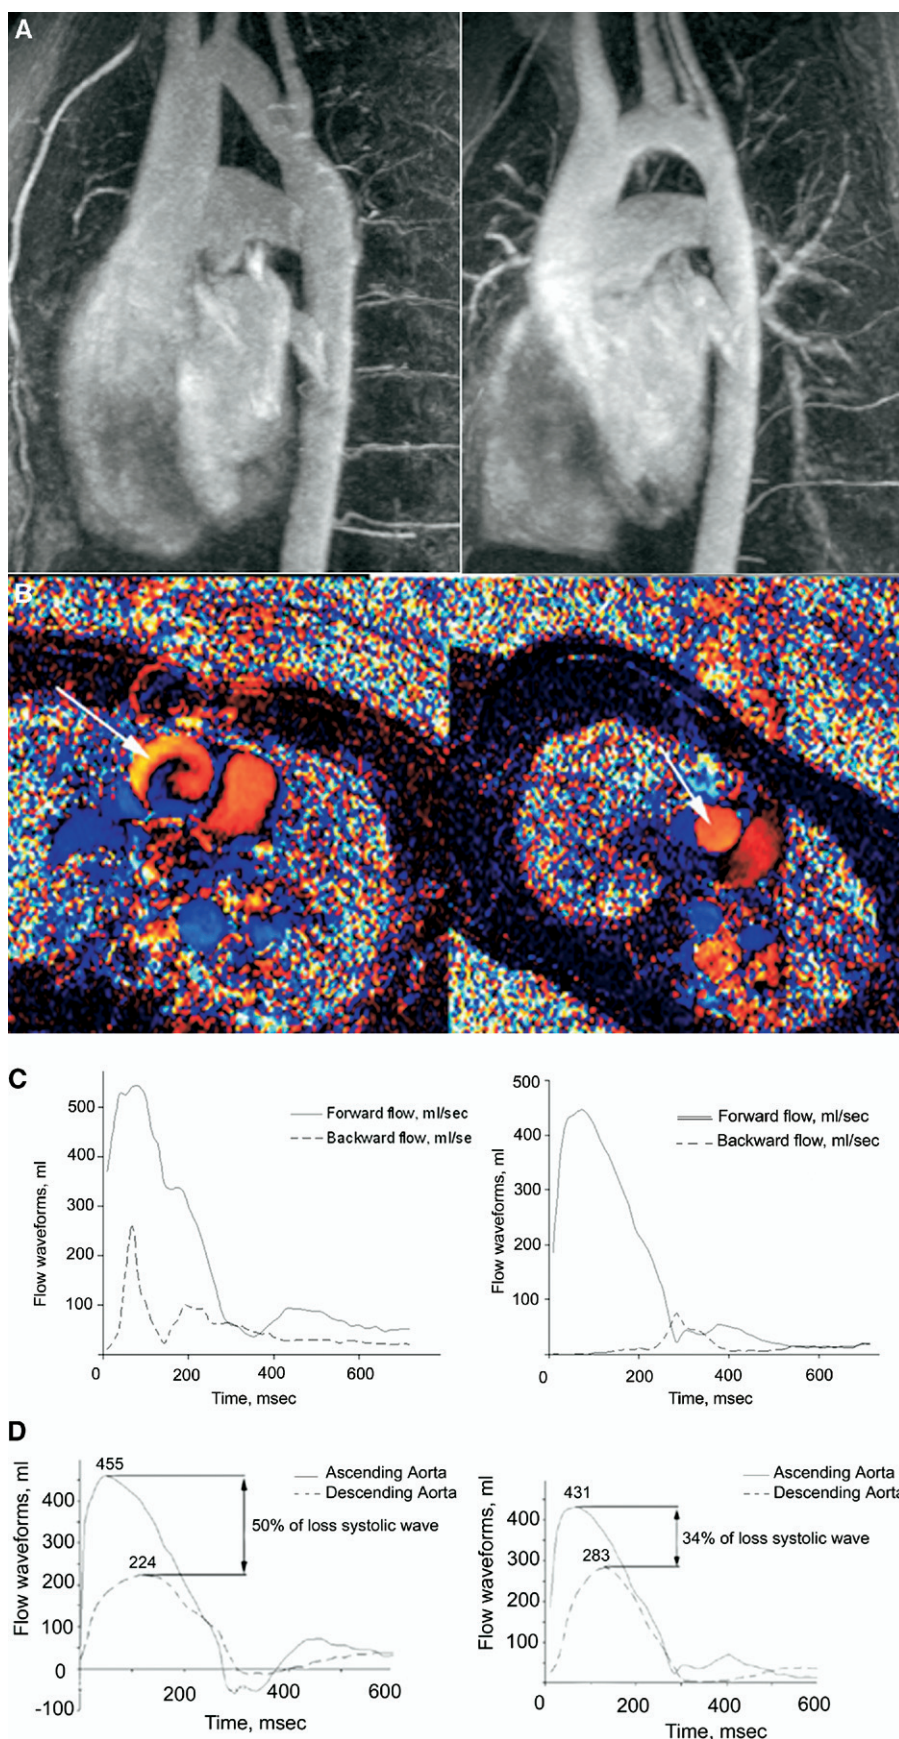 A
B
C
500
400
300
200
100
0
200
400
600
Flow waveforms, ml
Time, msec
Forward flow, ml/sec
Backward flow, ml/se
500
400
300
200
100
0
200
400
600
Flow waveforms, ml
Time, msec
Forward flow, ml/sec
Backward flow, ml/sec
D
455
224
400
300
200
100
0
-100
200
400
600
Flow waveforms, ml
Time, msec
Ascending Aorta
Descending Aorta
50% of loss systolic wave
431
283
400
300
200
100
0
200
400
600
Flow waveforms, ml
Time, msec
Ascending Aorta
Descending Aorta
34% of loss systolic wave